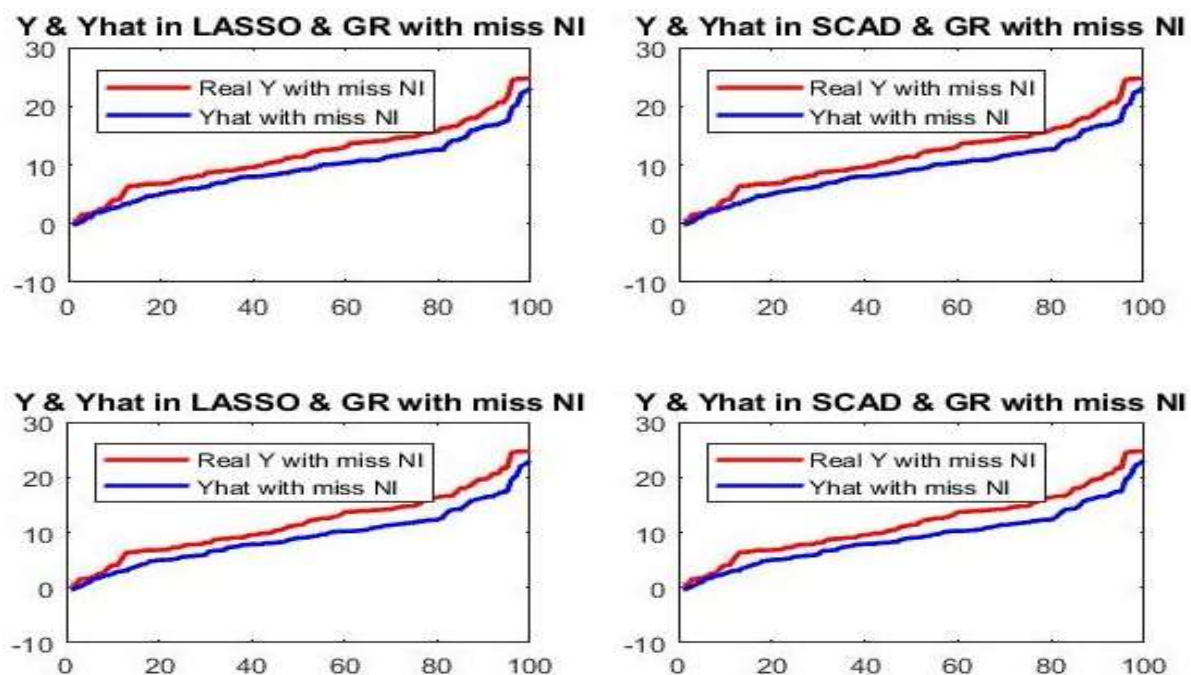 Y & Yhat in LASSO & GR with miss NI
30
20
10
0
-10
Real Y with miss NI
Yhat with miss NI
0 20 40 60 80 100
Y & Yhat in SCAD & GR with miss NI
30
20
10
0
-10
Real Y with miss NI
Yhat with miss NI
0 20 40 60 80 100
Y & Yhat in LASSO & GR with miss NI
30
20
10
0
-10
Real Y with miss NI
Yhat with miss NI
0 20 40 60 80 100
Y & Yhat in SCAD & GR with miss NI
30
20
10
0
-10
Real Y with miss NI
Yhat with miss NI
0 20 40 60 80 100